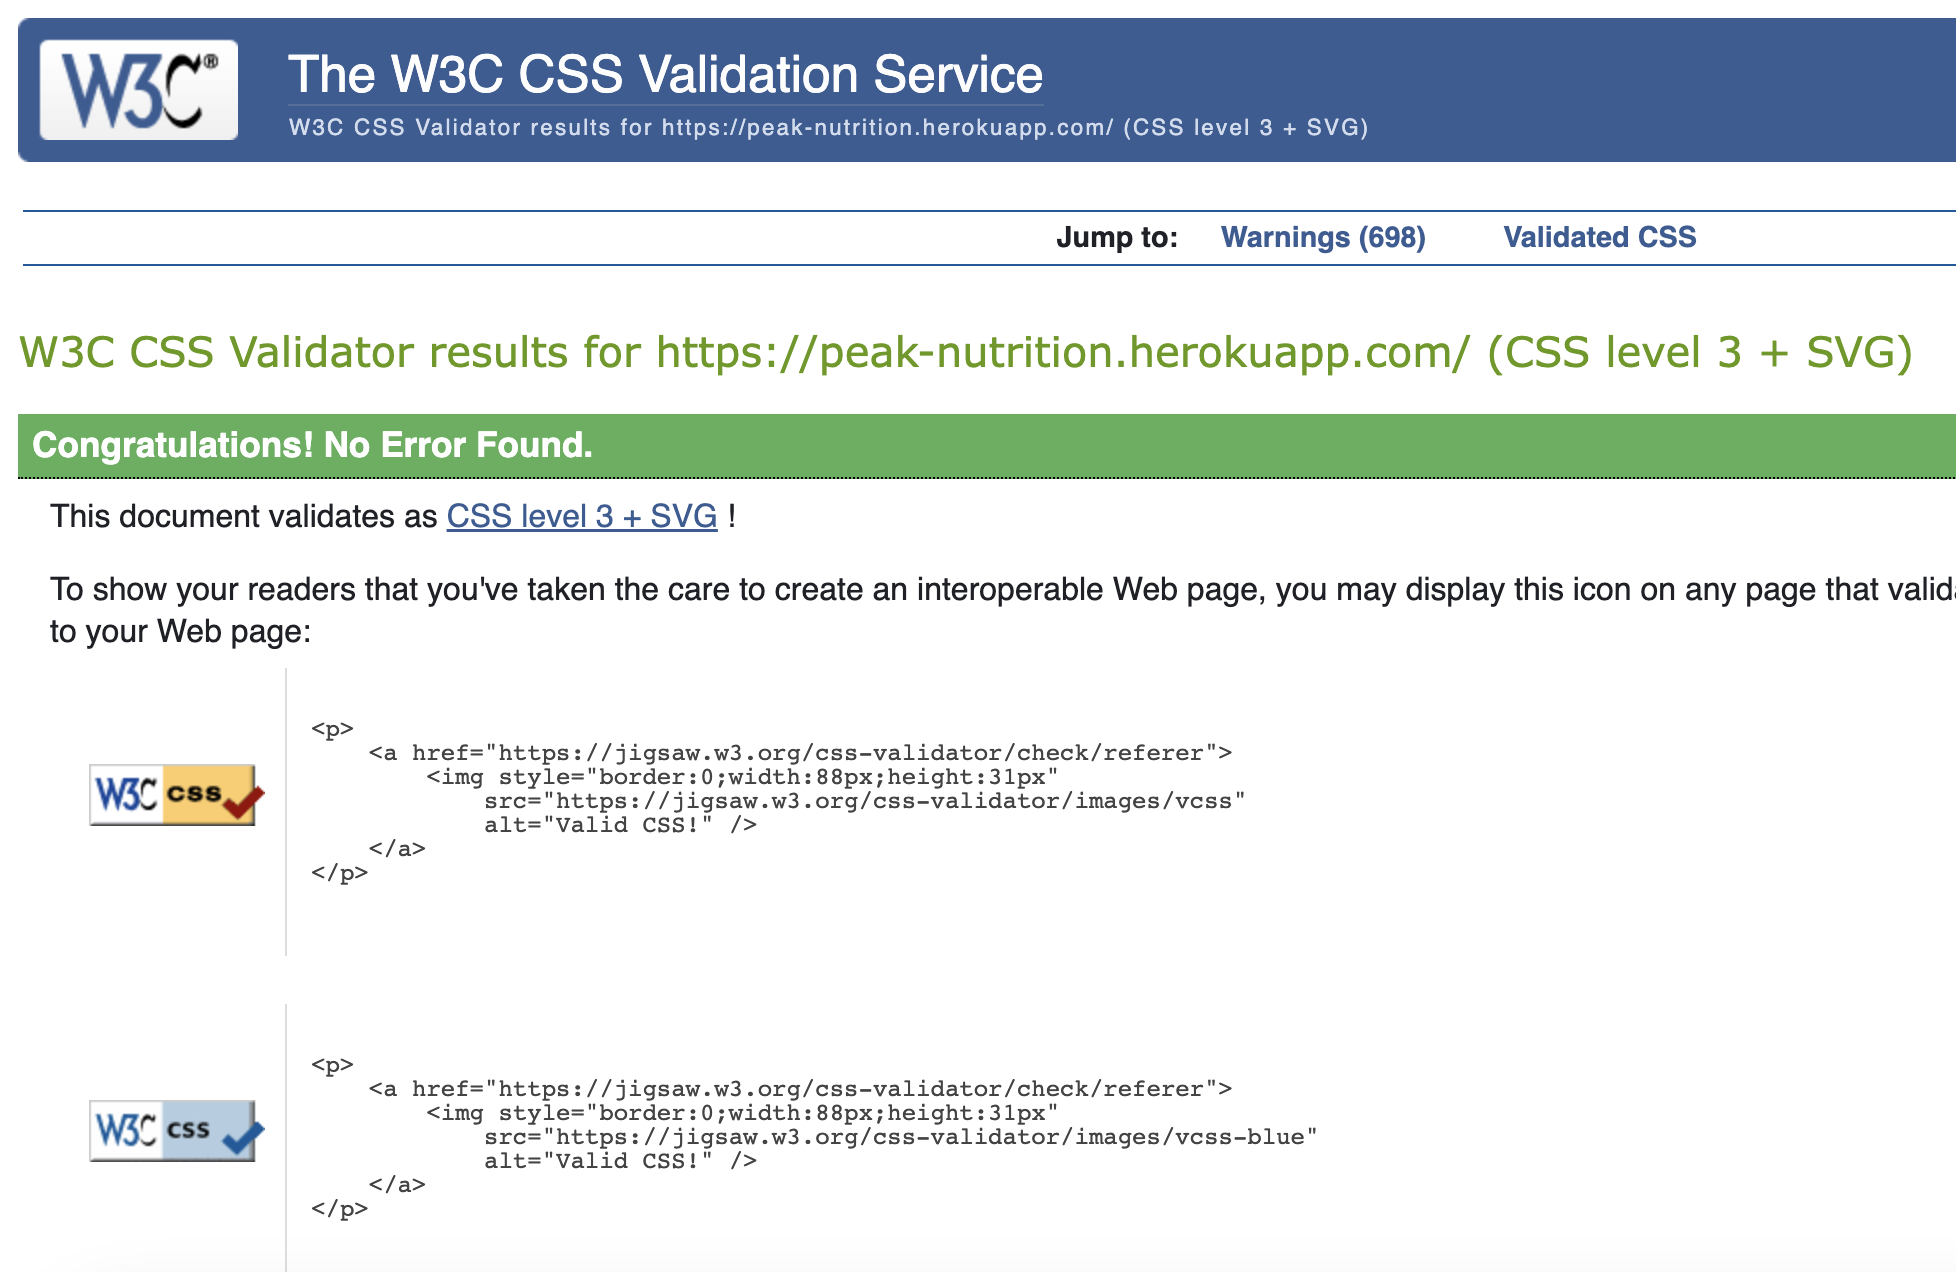 W3C®
The W3C CSS Validation Service
W3C CSS Validator results for https://peak-nutrition.herokuapp.com/ (CSS level 3 + SVG)
Jump to: Warnings (698) Validated CSS
W3C CSS Validator results for https://peak-nutrition.herokuapp.com/ (CSS level 3 + SVG)
Congratulations! No Error Found.
This document validates as CSS level 3 + SVG !
To show your readers that you've taken the care to create an interoperable Web page, you may display this icon on any page that
to your Web page:
W3C css
<p>
<a href="https://jigsaw.w3.org/css-validator/check/referer">
<img style="border:0;width:88px;height:31px"
src="https://jigsaw.w3.org/css-validator/images/vcss"
alt="Valid CSS!" />
</a>
</p>
W3C css
<p>
<a href="https://jigsaw.w3.org/css-validator/check/referer">
<img style="border:0;width:88px;height:31px"
src="https://jigsaw.w3.org/css-validator/images/vcss-blue"
alt="Valid CSS!" />
</a>
</p>